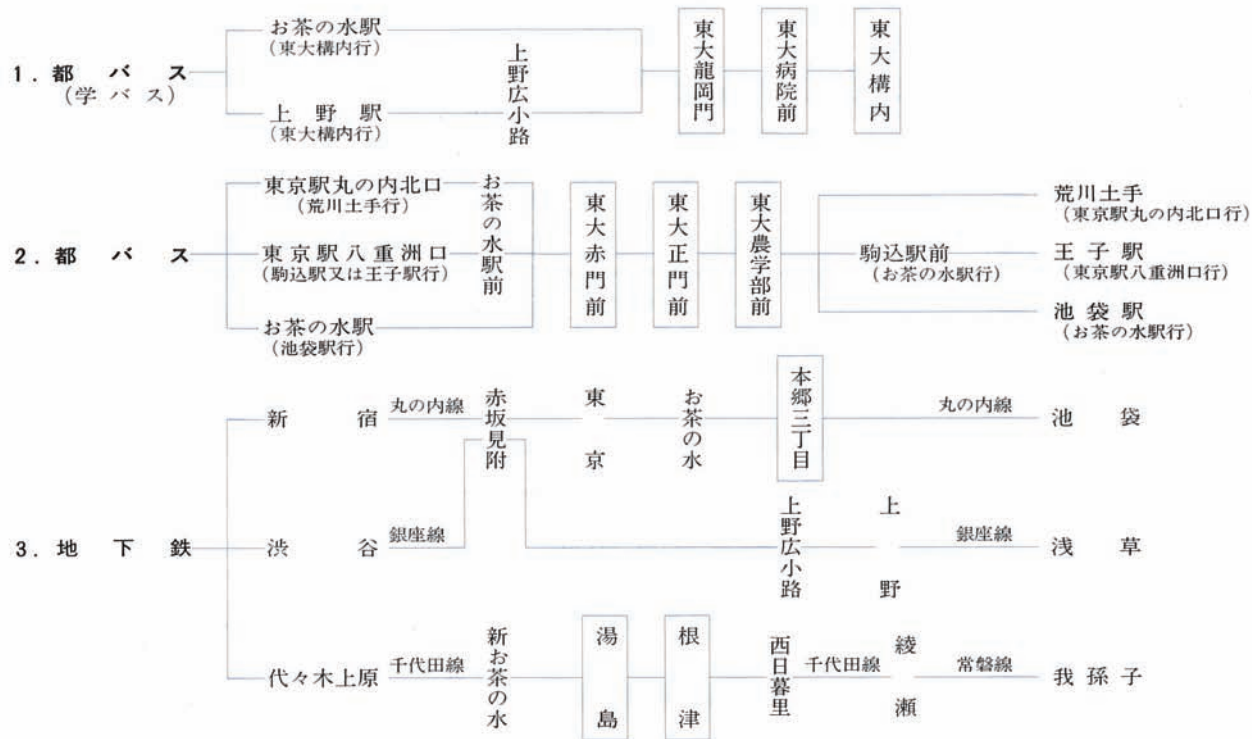 1. 都バス
(学バス)
お茶の水駅
(東大構内行)
上野駅
(東大構内行)
上野広小路
東大龍岡門
東大病院前
東大構内
2. 都バス
東京駅丸の内北口
(荒川土手行)
東京駅八重洲口
(駒込駅又は王子駅行)
お茶の水駅
(池袋駅行)
お茶の水駅前
東大赤門前
東大正門前
東大農学部前
駒込駅前
(お茶の水駅行)
荒川土手
(東京駅丸の内北口行)
王子駅
(東京駅八重洲口行)
池袋駅
(お茶の水駅行)
3. 地下鉄
新宿
丸の内線
赤坂見附
東京
お茶の水
本郷三丁目
丸の内線
池袋
渋谷
銀座線
上野広小路
上野
銀座線
浅草
代々木上原
千代田線
新お茶の水
湯島
根津
西日暮里
千代田線
綾瀬
常磐線
我孫子